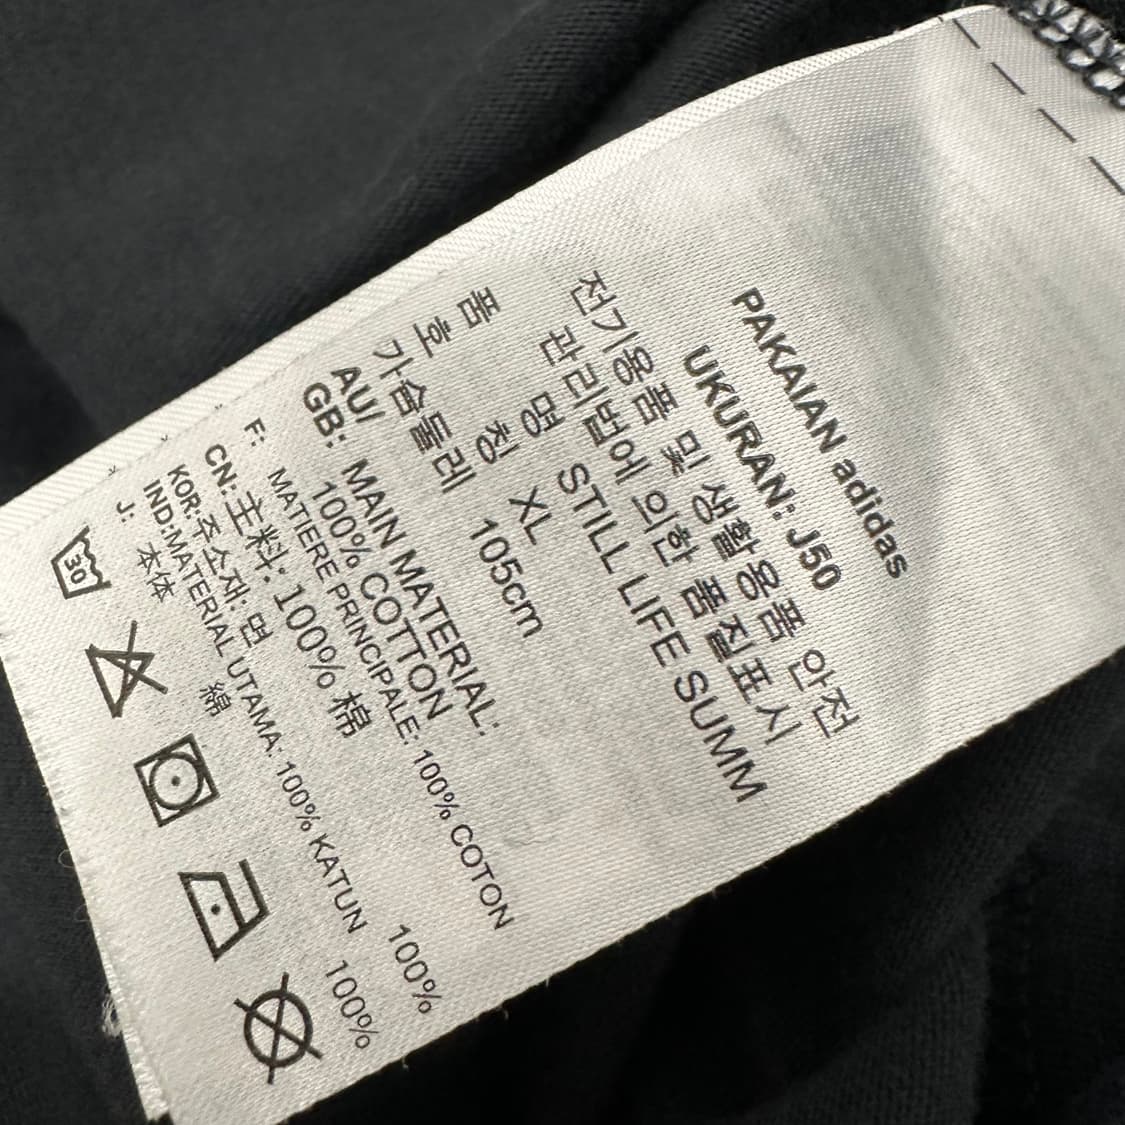 PAKAIAN adidas
UKURAN: J50
전기용품 및 생활용품 안전
관리법에 의한 품질표시
명 칭 STILL LIFE SUMM
품 호 XL
가슴둘레 105cm
AU/
GB: MAIN MATERIAL:
100% COTTON
F: MATIERE PRINCIPALE: 100% COTON
CN: 主料: 100% 棉
KOR: 주소재: 면 100%
IND:MATERIAL UTAMA: 100% KATUN
J: 本体 綿 100%
30